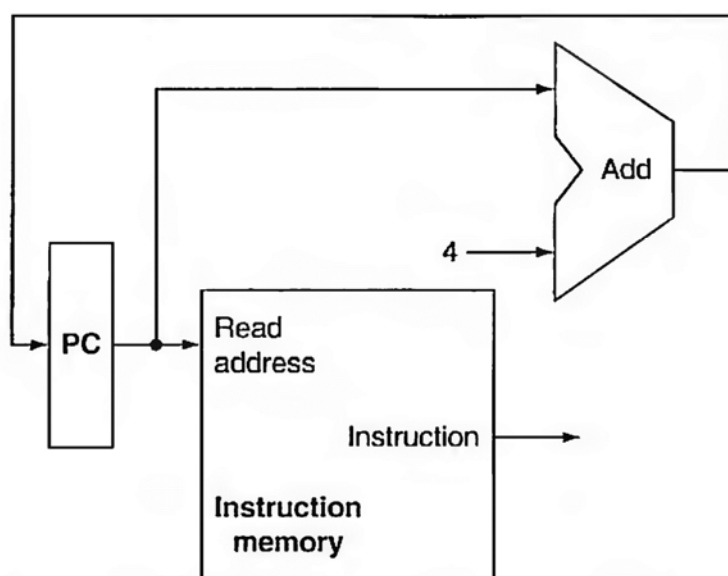 Add
4
PC
Read
address
Instruction
Instruction
memory